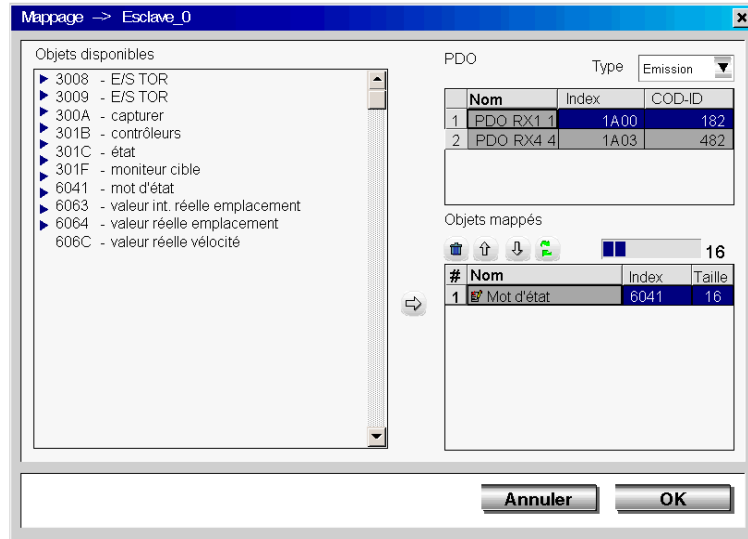 Mappage --> Esclave_0
Objets disponibles
3008 - E/S TOR
3009 - E/S TOR
300A - capturer
301B - contrôleurs
301C - état
301F - moniteur cible
6041 - mot d'état
6063 - valeur int. réelle emplacement
6064 - valeur réelle emplacement
606C - valeur réelle vélocité
PDO
Type Emission
Nom Index COD-ID
1 PDO RX1 1 1A00 182
2 PDO RX4 4 1A03 482
Objets mappés
16
# Nom Index Taille
1 Mot d'état 6041 16
Annuler OK